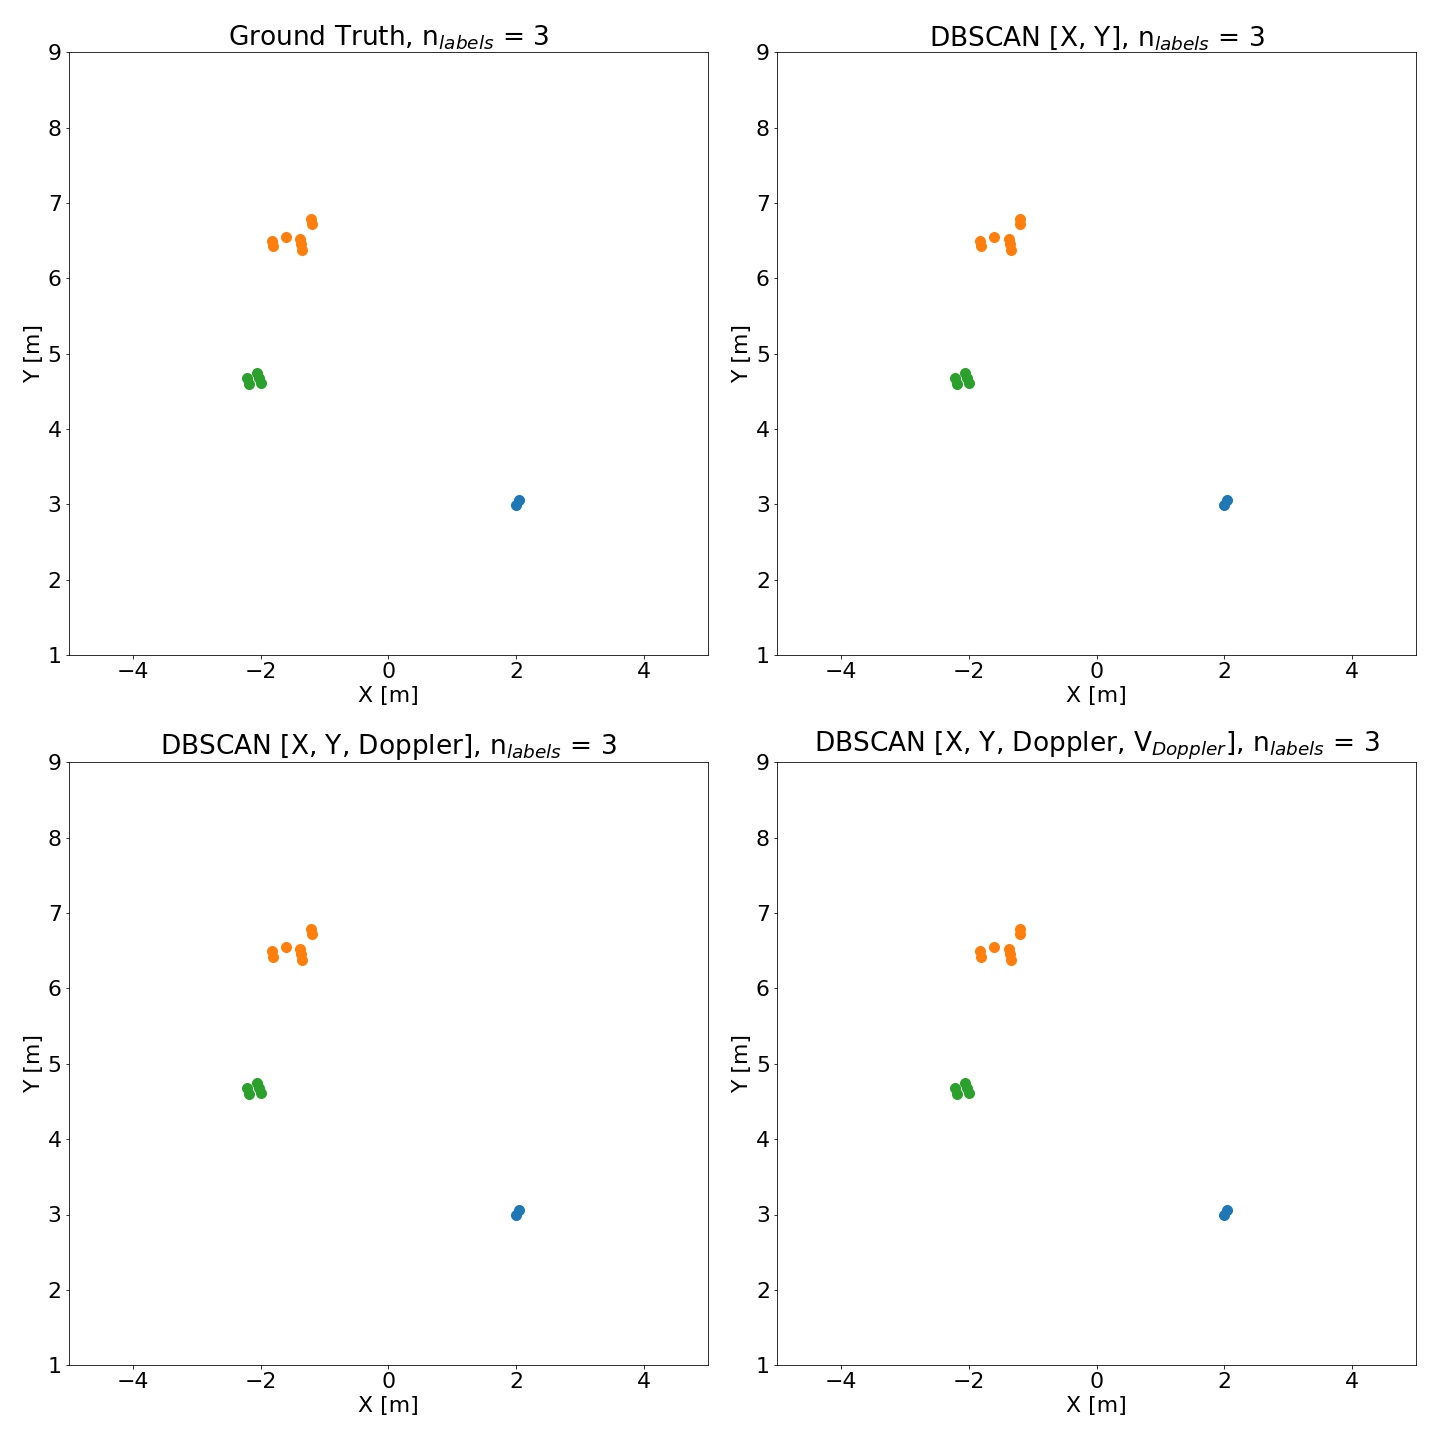 Ground Truth, n_labels = 3
9
8
7
6
5
4
3
2
1
Y [m]
−4 −2 0 2 4
X [m]
DBSCAN [X, Y], n_labels = 3
9
8
7
6
5
4
3
2
1
Y [m]
−4 −2 0 2 4
X [m]
DBSCAN [X, Y, Doppler], n_labels = 3
9
8
7
6
5
4
3
2
1
Y [m]
−4 −2 0 2 4
X [m]
DBSCAN [X, Y, Doppler, V_Doppler], n_labels = 3
9
8
7
6
5
4
3
2
1
Y [m]
−4 −2 0 2 4
X [m]